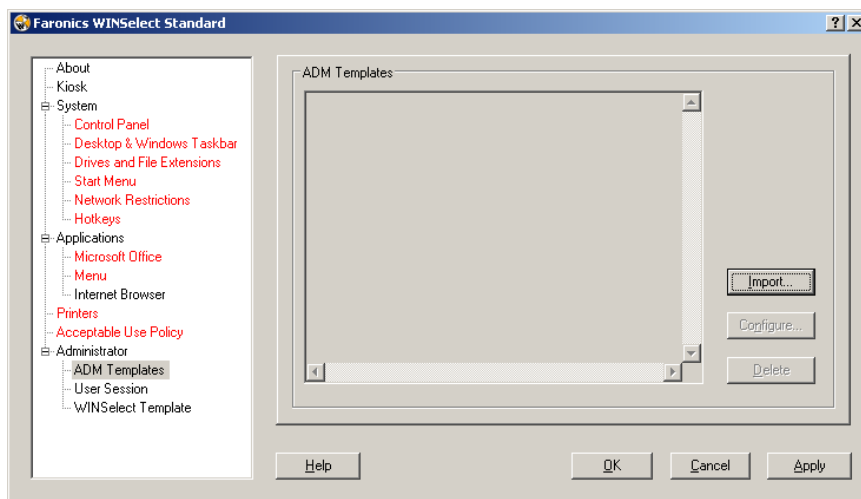 Faronics WINSelect Standard
About
Kiosk
System
Control Panel
Desktop & Windows Taskbar
Drives and File Extensions
Start Menu
Network Restrictions
Hotkeys
Applications
Microsoft Office
Menu
Internet Browser
Printers
Acceptable Use Policy
Administrator
ADM Templates
User Session
WINSelect Template
ADM Templates
Import...
Configure...
Delete
Help
OK
Cancel
Apply